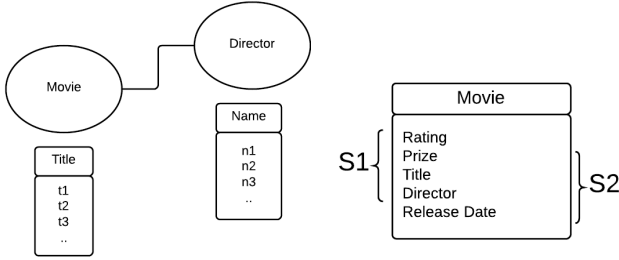 Director
Movie
Name
n1
n2
n3
..
Title
t1
t2
t3
..
Movie
S1
Rating
Prize
Title
Director
Release Date
S2